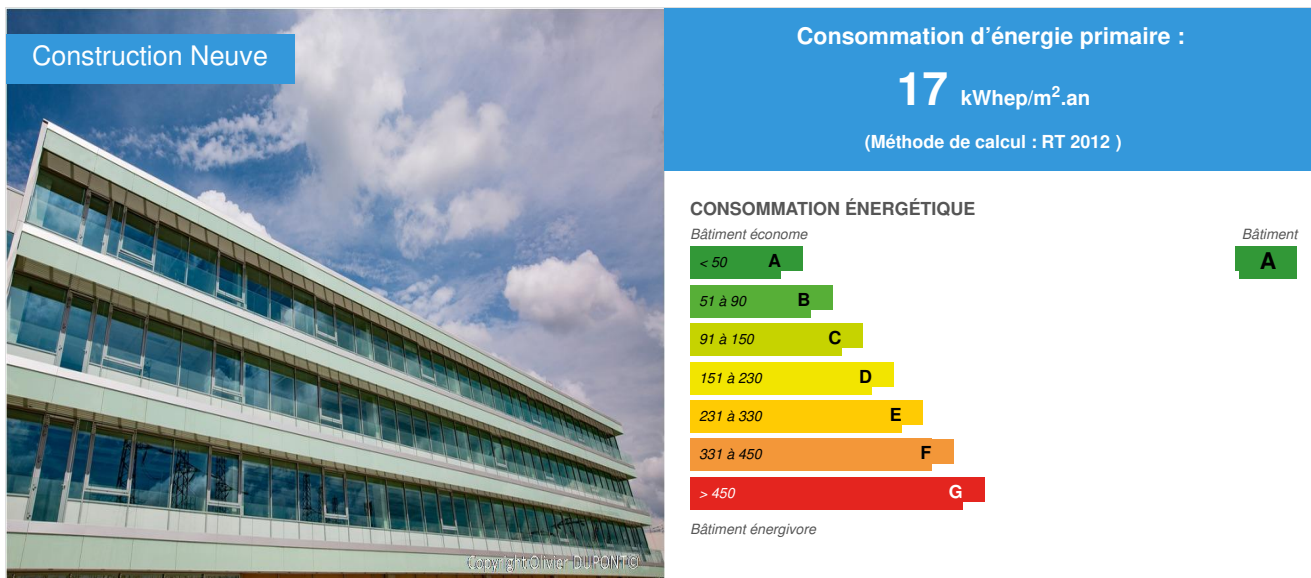 Construction Neuve
Consommation d'énergie primaire :
17 kWhep/m².an
(Méthode de calcul : RT 2012 )
CONSOMMATION ÉNERGÉTIQUE
Bâtiment économe
Bâtiment
< 50 A
A
51 à 90 B
91 à 150 C
151 à 230 D
231 à 330 E
331 à 450 F
> 450 G
Bâtiment énergivore
Copyright Olivier DUPONT©